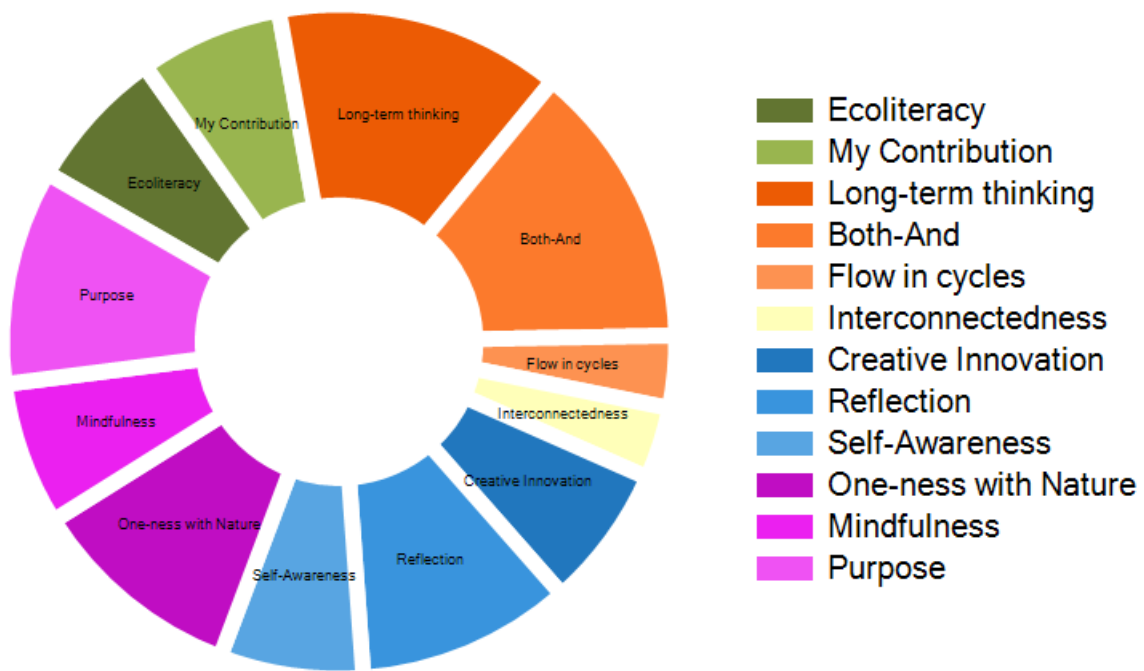 My Contribution
Long-term thinking
Ecoliteracy
Both-And
Purpose
Flow in cycles
Interconnectedness
Mindfulness
Creative Innovation
One-ness with Nature
Reflection
Self-Awareness
Ecoliteracy
My Contribution
Long-term thinking
Both-And
Flow in cycles
Interconnectedness
Creative Innovation
Reflection
Self-Awareness
One-ness with Nature
Mindfulness
Purpose